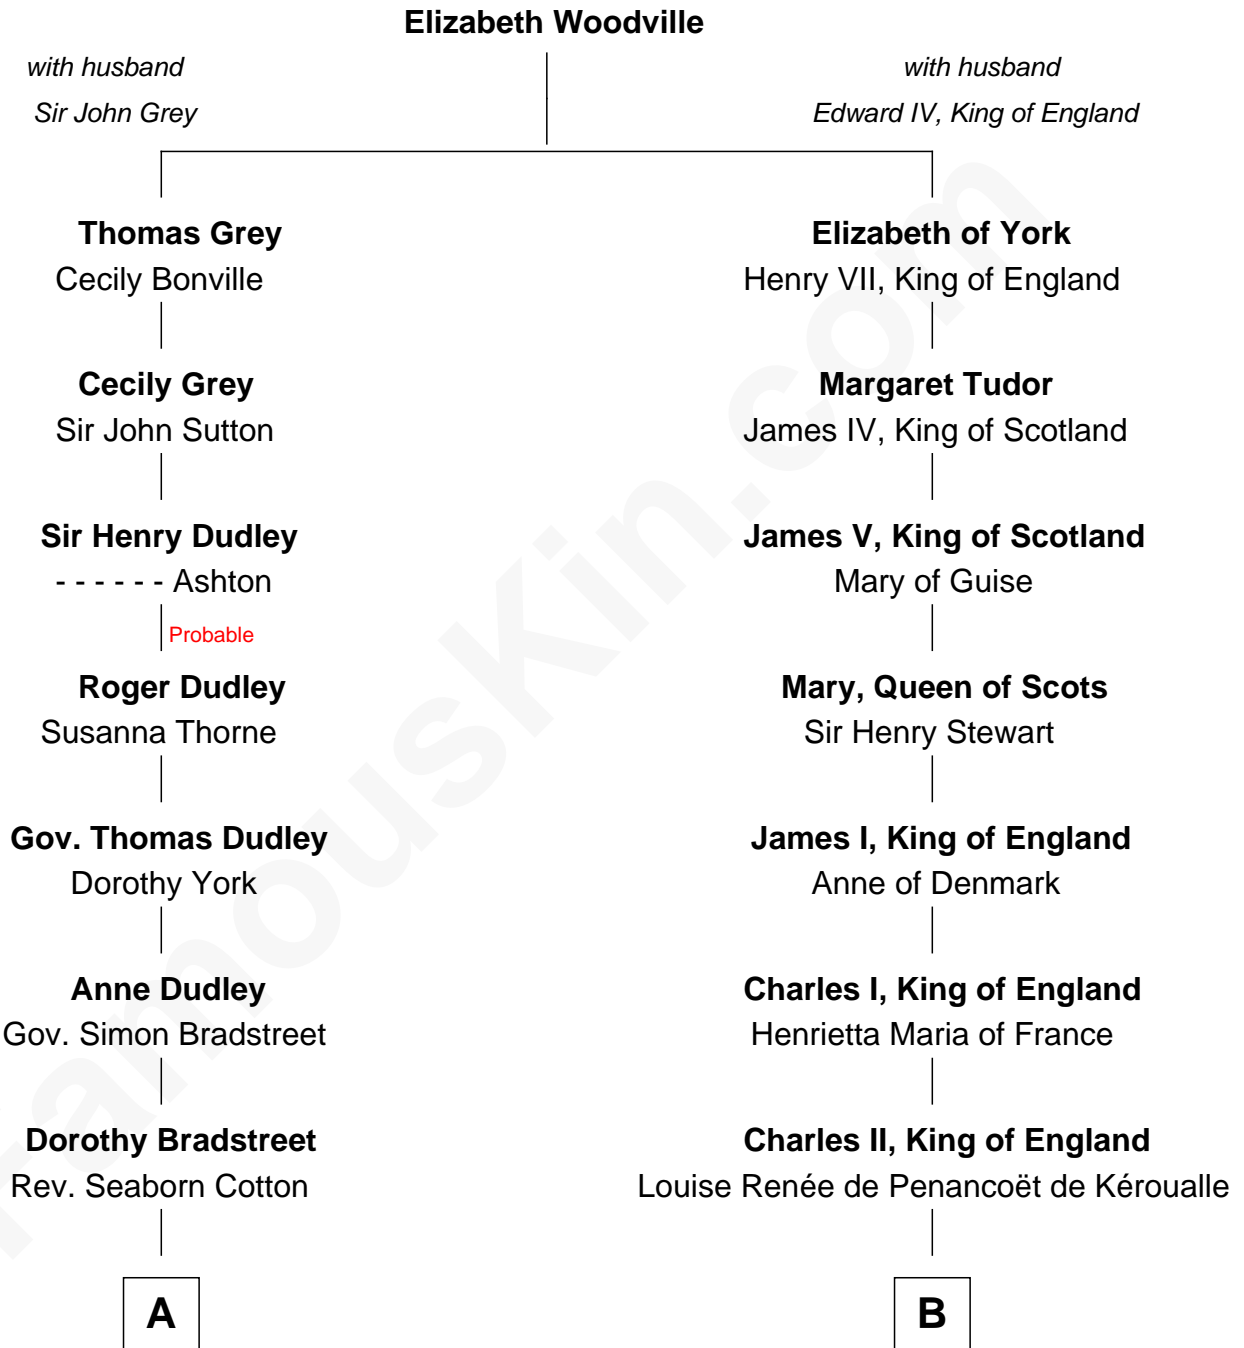 Elizabeth Woodville
with husband
Sir John Grey
with husband
Edward IV, King of England
Thomas Grey
Cecily Bonville
Elizabeth of York
Henry VII, King of England
Cecily Grey
Sir John Sutton
Margaret Tudor
James IV, King of Scotland
Sir Henry Dudley
- - - - - - Ashton
James V, King of Scotland
Mary of Guise
Probable
Roger Dudley
Susanna Thorne
Mary, Queen of Scots
Sir Henry Stewart
Gov. Thomas Dudley
Dorothy York
James I, King of England
Anne of Denmark
Anne Dudley
Gov. Simon Bradstreet
Charles I, King of England
Henrietta Maria of France
Dorothy Bradstreet
Rev. Seaborn Cotton
Charles II, King of England
Louise Renée de Penancoët de Kéroualle
A
B
FamousKin.com